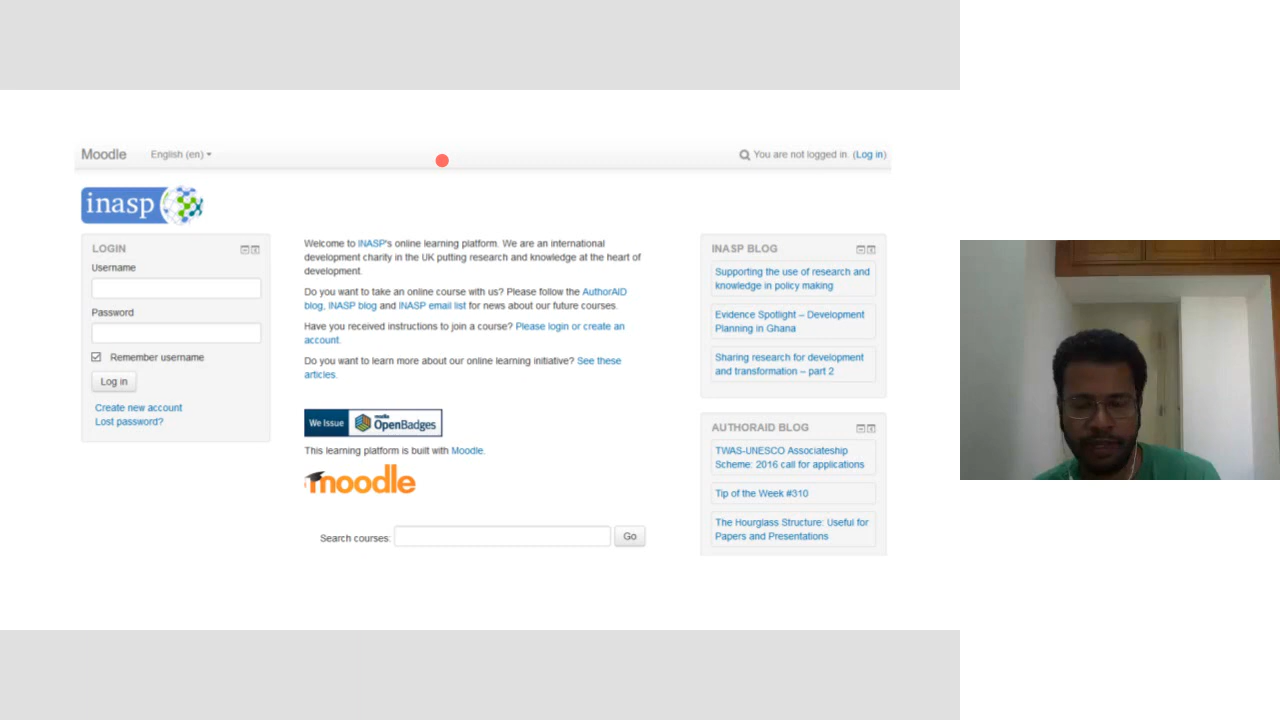 Moodle English (en) You are not logged in. (Log in)
inasp
LOGIN
Username
Password
Remember username
Log in
Create new account
Lost password?
Welcome to INASP's online learning platform. We are an international
development charity in the UK putting research and knowledge at the heart of
development.
Do you want to take an online course with us? Please follow the AuthorAID
blog, INASP blog and INASP email list for news about our future courses.
Have you received instructions to join a course? Please login or create an
account.
Do you want to learn more about our online learning initiative? See these
articles.
We Issue mozilla OpenBadges
This learning platform is built with Moodle.
moodle
Search courses: Go
INASP BLOG
Supporting the use of research and
knowledge in policy making
Evidence Spotlight – Development
Planning in Ghana
Sharing research for development
and transformation – part 2
AUTHORAID BLOG
TWAS-UNESCO Associateship
Scheme: 2016 call for applications
Tip of the Week #310
The Hourglass Structure: Useful for
Papers and Presentations